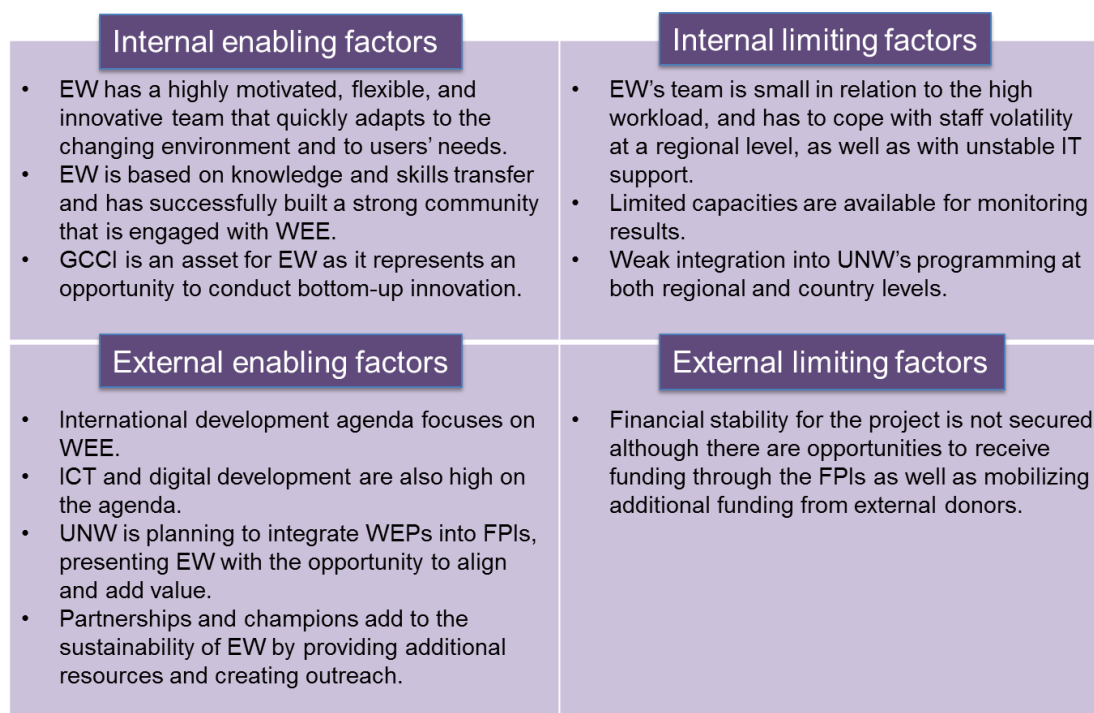 Internal enabling factors
• EW has a highly motivated, flexible, and
innovative team that quickly adapts to the
changing environment and to users' needs.
• EW is based on knowledge and skills transfer
and has successfully built a strong community
that is engaged with WEE.
• GCCI is an asset for EW as it represents an
opportunity to conduct bottom-up innovation.
Internal limiting factors
• EW's team is small in relation to the high
workload, and has to cope with staff volatility
at a regional level, as well as with unstable IT
support.
• Limited capacities are available for monitoring
results.
• Weak integration into UNW's programming at
both regional and country levels.
External enabling factors
• International development agenda focuses on
WEE.
• ICT and digital development are also high on
the agenda.
• UNW is planning to integrate WEPs into FPIs,
presenting EW with the opportunity to align
and add value.
• Partnerships and champions add to the
sustainability of EW by providing additional
resources and creating outreach.
External limiting factors
• Financial stability for the project is not secured
although there are opportunities to receive
funding through the FPIs as well as mobilizing
additional funding from external donors.